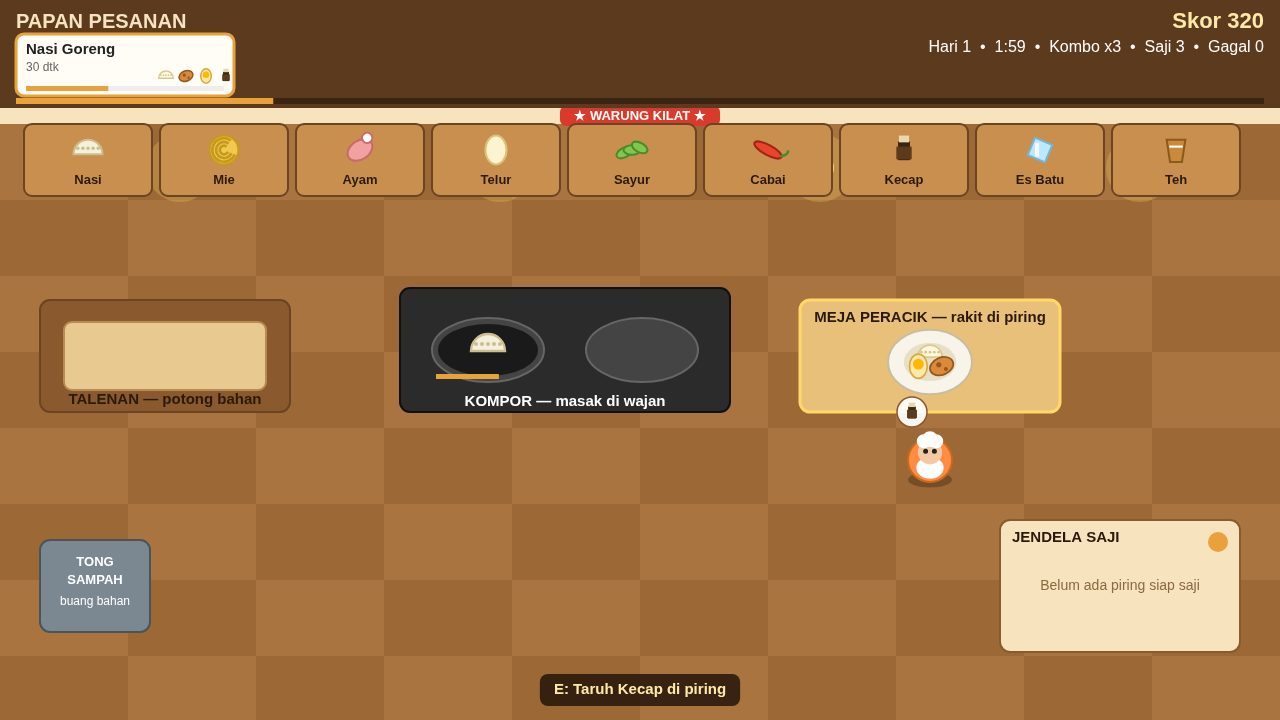 PAPAN PESANAN
Skor 320
Nasi Goreng
30 dtk
Hari 1 • 1:59 • Kombo x3 • Saji 3 • Gagal 0
★ WARUNG KILAT ★
Nasi
Mie
Ayam
Telur
Sayur
Cabai
Kecap
Es Batu
Teh
TALENAN — potong bahan
KOMPOR — masak di wajan
MEJA PERACIK — rakit di piring
TONG
SAMPAH
buang bahan
JENDELA SAJI
Belum ada piring siap saji
E: Taruh Kecap di piring